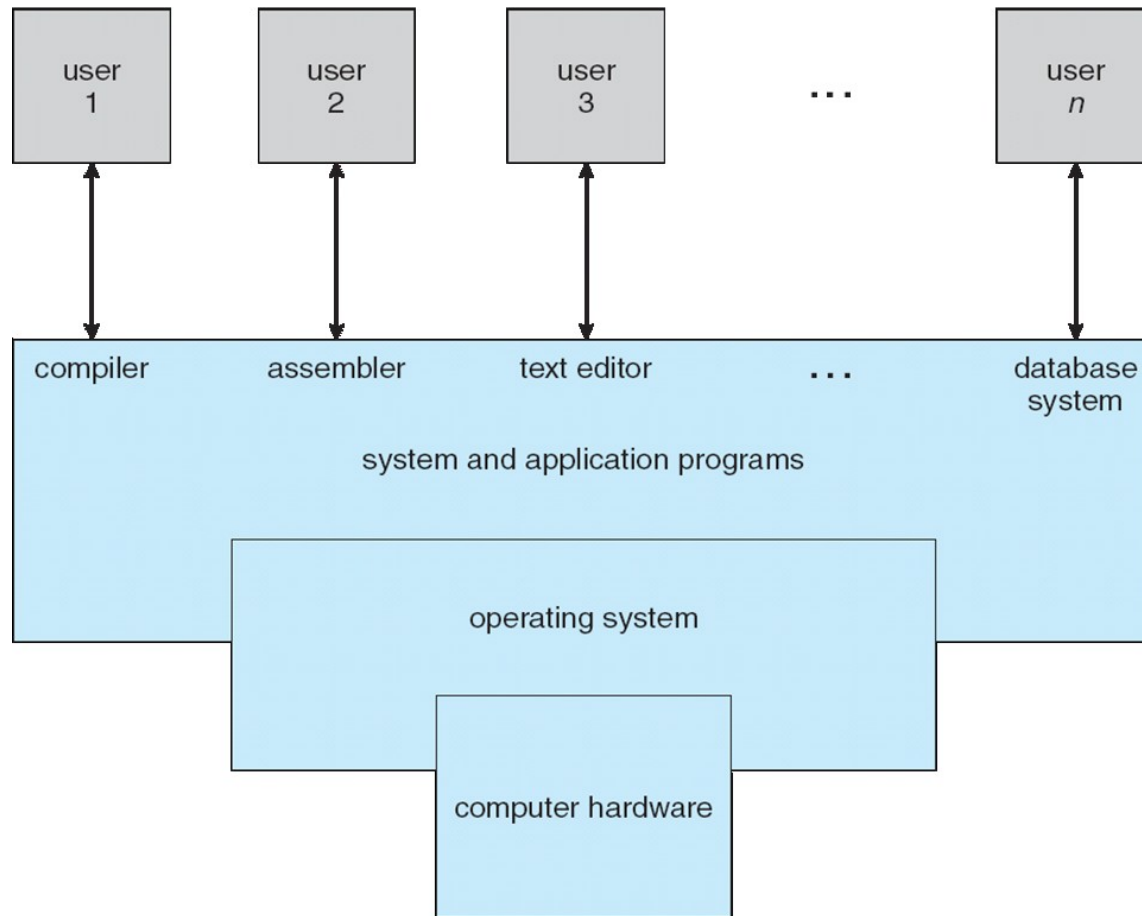 user
1
user
2
user
3
...
user
n
compiler
assembler
text editor
...
database
system
system and application programs
operating system
computer hardware